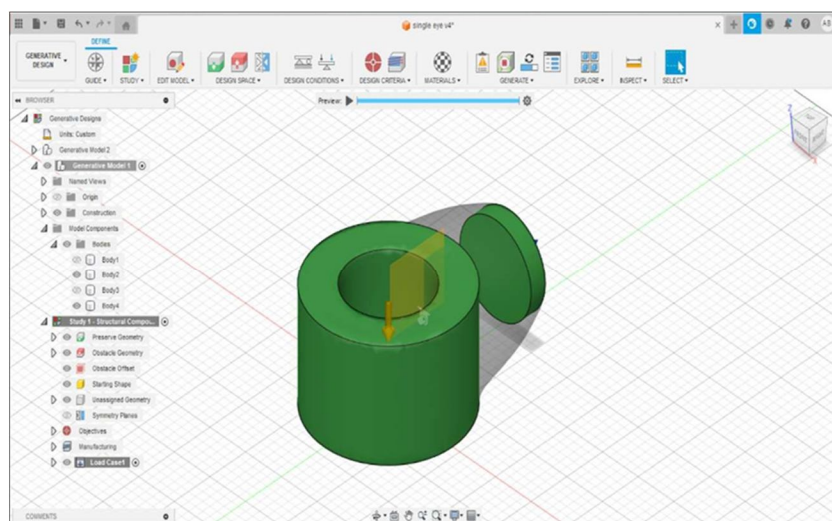 single eye v4*
AB
DEFINE
GENERATIVE DESIGN
GUIDE
STUDY
EDIT MODEL
DESIGN SPACE
DESIGN CONDITIONS
DESIGN CRITERIA
MATERIALS
GENERATE
EXPLORE
INSPECT
SELECT
BROWSER
Preview:
Generative Designs
Units: Custom
Generative Model 2
Generative Model 1
Named Views
Origin
Construction
Model Components
Bodies
Body1
Body2
Body3
Body4
Study 1 - Structural Compo...
Preserve Geometry
Obstacle Geometry
Obstacle Offset
Starting Shape
Unassigned Geometry
Symmetry Planes
Objectives
Manufacturing
Load Case1
COMMENTS
Z
X